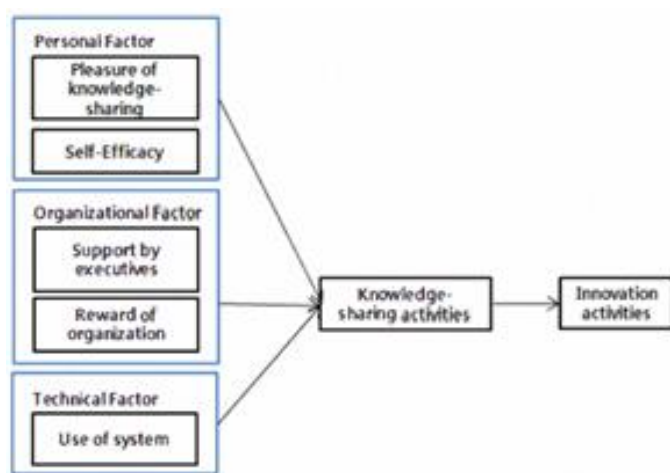 Personal Factor
Pleasure of
knowledge-
sharing
Self-Efficacy
Organizational Factor
Support by
executives
Reward of
organization
Technical Factor
Use of system
Knowledge-
sharing activities
Innovation
activities